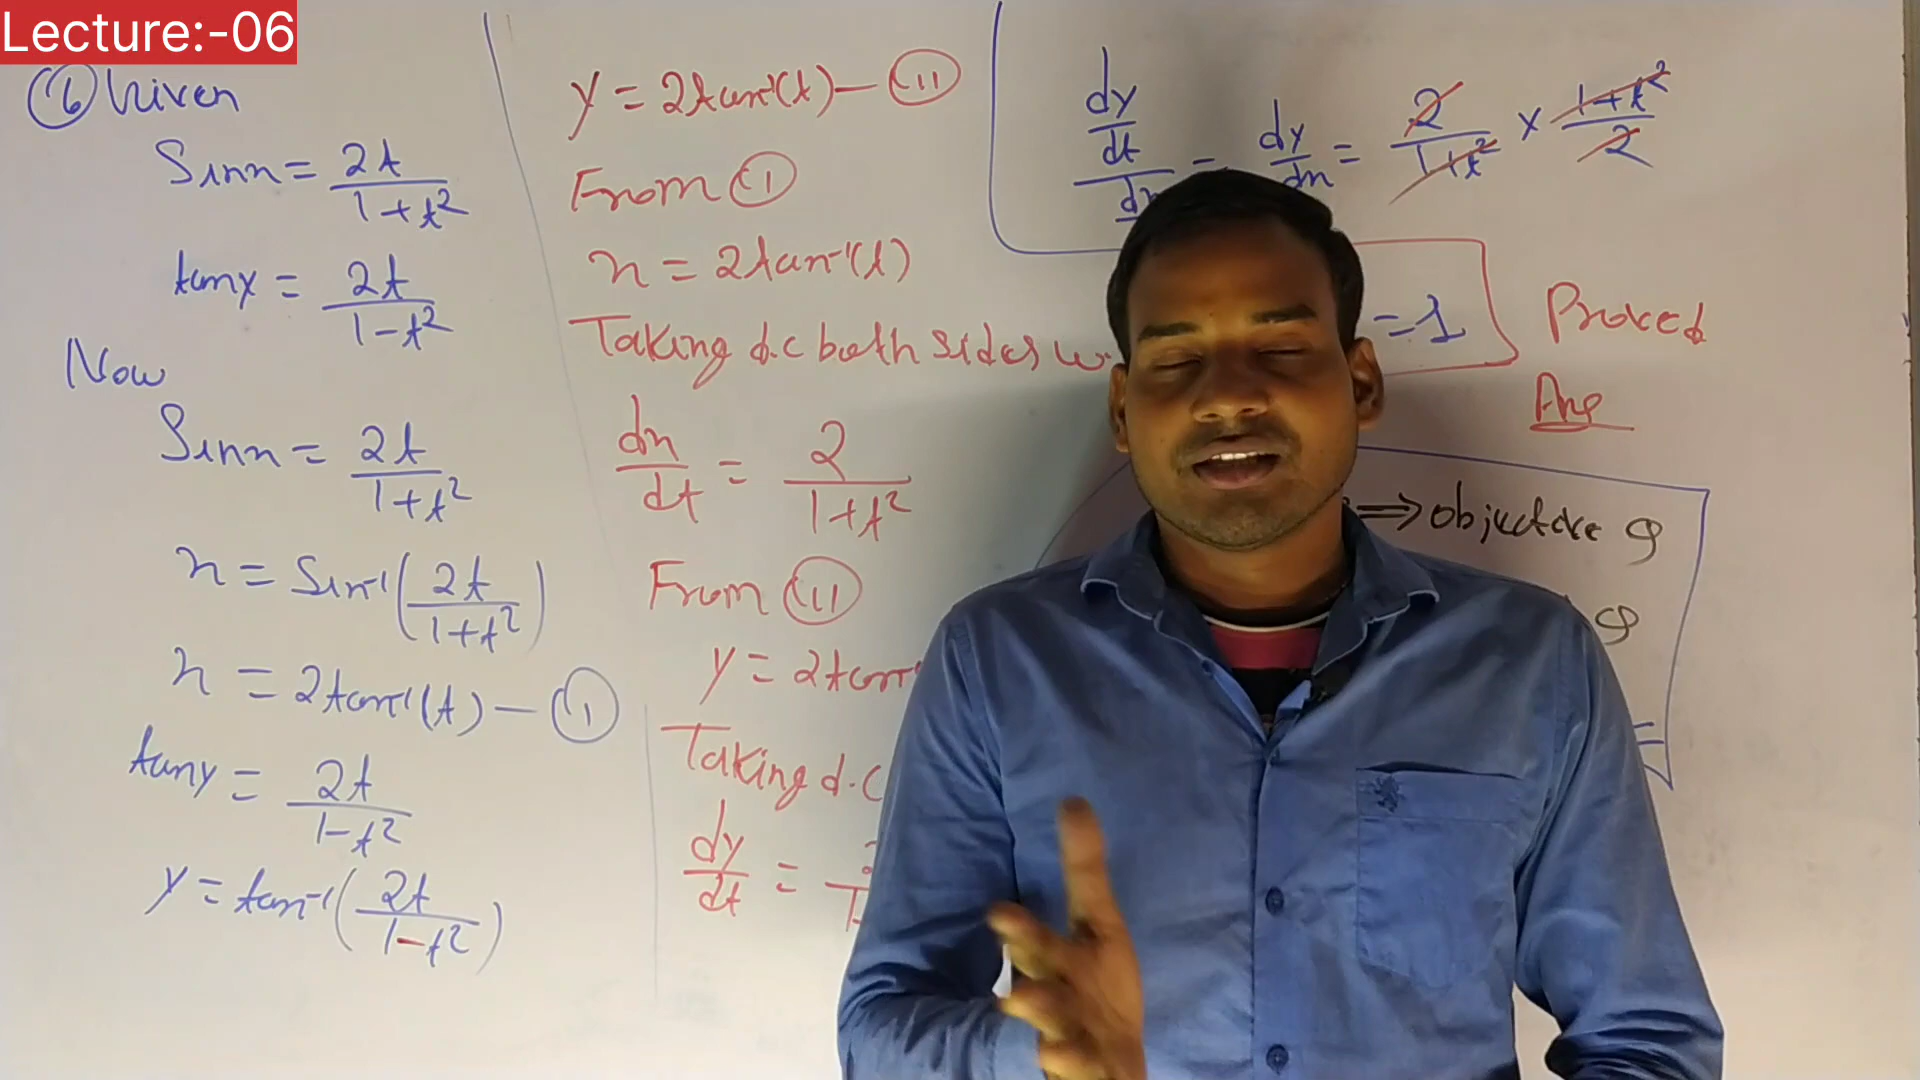 Lecture:-06
(6) Given
Sinx = 2t/1+t²
tany = 2t/1-t²
Now
Sinx = 2t/1+t²
x = Sin⁻¹(2t/1+t²)
x = 2tan⁻¹(t) — (I)
tany = 2t/1-t²
y = tan⁻¹(2t/1-t²)
y = 2tan⁻¹(t) — (II)
From (I)
x = 2tan⁻¹(t)
Taking d.c both sides w.
dx/dt = 2/1+t²
From (II)
y = 2tan⁻¹
Taking d.c
dy/dt =
dy/dt = dy/dx = 2/1+t² × 1+t²/2
= 1 Proved
Ans
⇒ objective Q
Q